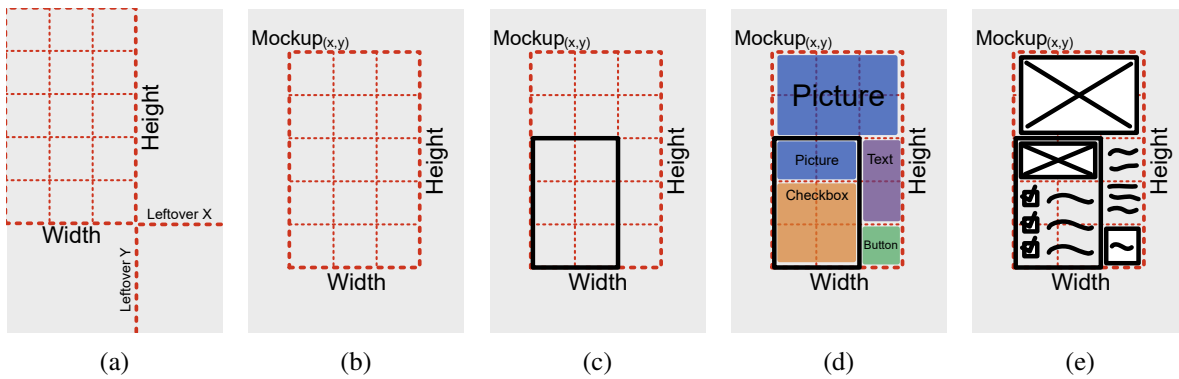 Height
Leftover X
Width
Leftover Y
(a)
Mockup(x,y)
Height
Width
(b)
Mockup(x,y)
Height
Width
(c)
Mockup(x,y)
Picture
Height
Picture
Text
Checkbox
Button
Width
(d)
Mockup(x,y)
Height
Width
(e)